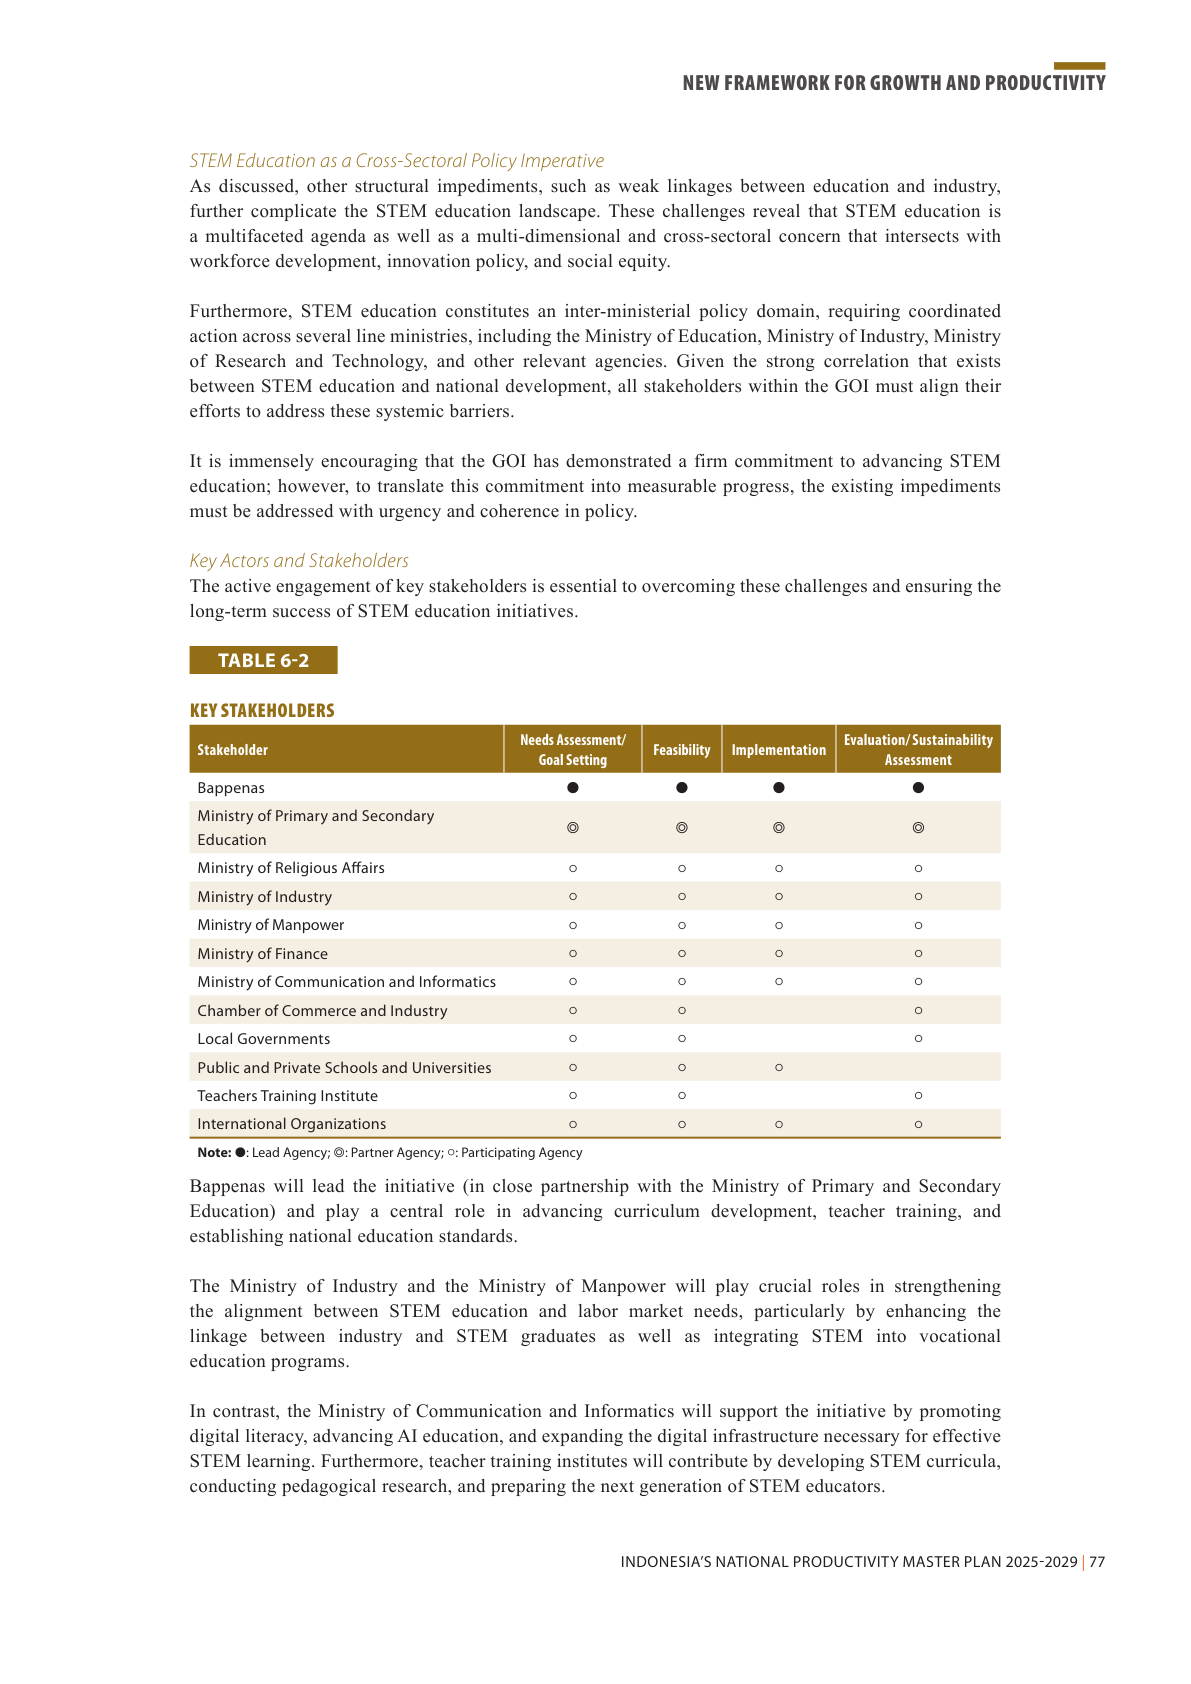 NEW FRAMEWORK FOR GROWTH AND PRODUCTIVITY
STEM Education as a Cross-Sectoral Policy Imperative
As discussed, other structural impediments, such as weak linkages between education and industry,
further complicate the STEM education landscape. These challenges reveal that STEM education is
a multifaceted agenda as well as a multi-dimensional and cross-sectoral concern that intersects with
workforce development, innovation policy, and social equity.
Furthermore, STEM education constitutes an inter-ministerial policy domain, requiring coordinated
action across several line ministries, including the Ministry of Education, Ministry of Industry, Ministry
of Research and Technology, and other relevant agencies. Given the strong correlation that exists
between STEM education and national development, all stakeholders within the GOI must align their
efforts to address these systemic barriers.
It is immensely encouraging that the GOI has demonstrated a firm commitment to advancing STEM
education; however, to translate this commitment into measurable progress, the existing impediments
must be addressed with urgency and coherence in policy.
Key Actors and Stakeholders
The active engagement of key stakeholders is essential to overcoming these challenges and ensuring the
long-term success of STEM education initiatives.
TABLE 6-2
KEY STAKEHOLDERS
Stakeholder Needs Assessment/ Goal Setting Feasibility Implementation Evaluation/ Sustainability Assessment
Bappenas ● ● ● ●
Ministry of Primary and Secondary
Education ◎ ◎ ◎ ◎
Ministry of Religious Affairs ○ ○ ○ ○
Ministry of Industry ○ ○ ○ ○
Ministry of Manpower ○ ○ ○ ○
Ministry of Finance ○ ○ ○ ○
Ministry of Communication and Informatics ○ ○ ○ ○
Chamber of Commerce and Industry ○ ○ ○
Local Governments ○ ○ ○
Public and Private Schools and Universities ○ ○ ○
Teachers Training Institute ○ ○ ○
International Organizations ○ ○ ○ ○
Note: ●: Lead Agency; ◎: Partner Agency; ○: Participating Agency
Bappenas will lead the initiative (in close partnership with the Ministry of Primary and Secondary
Education) and play a central role in advancing curriculum development, teacher training, and
establishing national education standards.
The Ministry of Industry and the Ministry of Manpower will play crucial roles in strengthening
the alignment between STEM education and labor market needs, particularly by enhancing the
linkage between industry and STEM graduates as well as integrating STEM into vocational
education programs.
In contrast, the Ministry of Communication and Informatics will support the initiative by promoting
digital literacy, advancing AI education, and expanding the digital infrastructure necessary for effective
STEM learning. Furthermore, teacher training institutes will contribute by developing STEM curricula,
conducting pedagogical research, and preparing the next generation of STEM educators.
INDONESIA'S NATIONAL PRODUCTIVITY MASTER PLAN 2025-2029 | 77